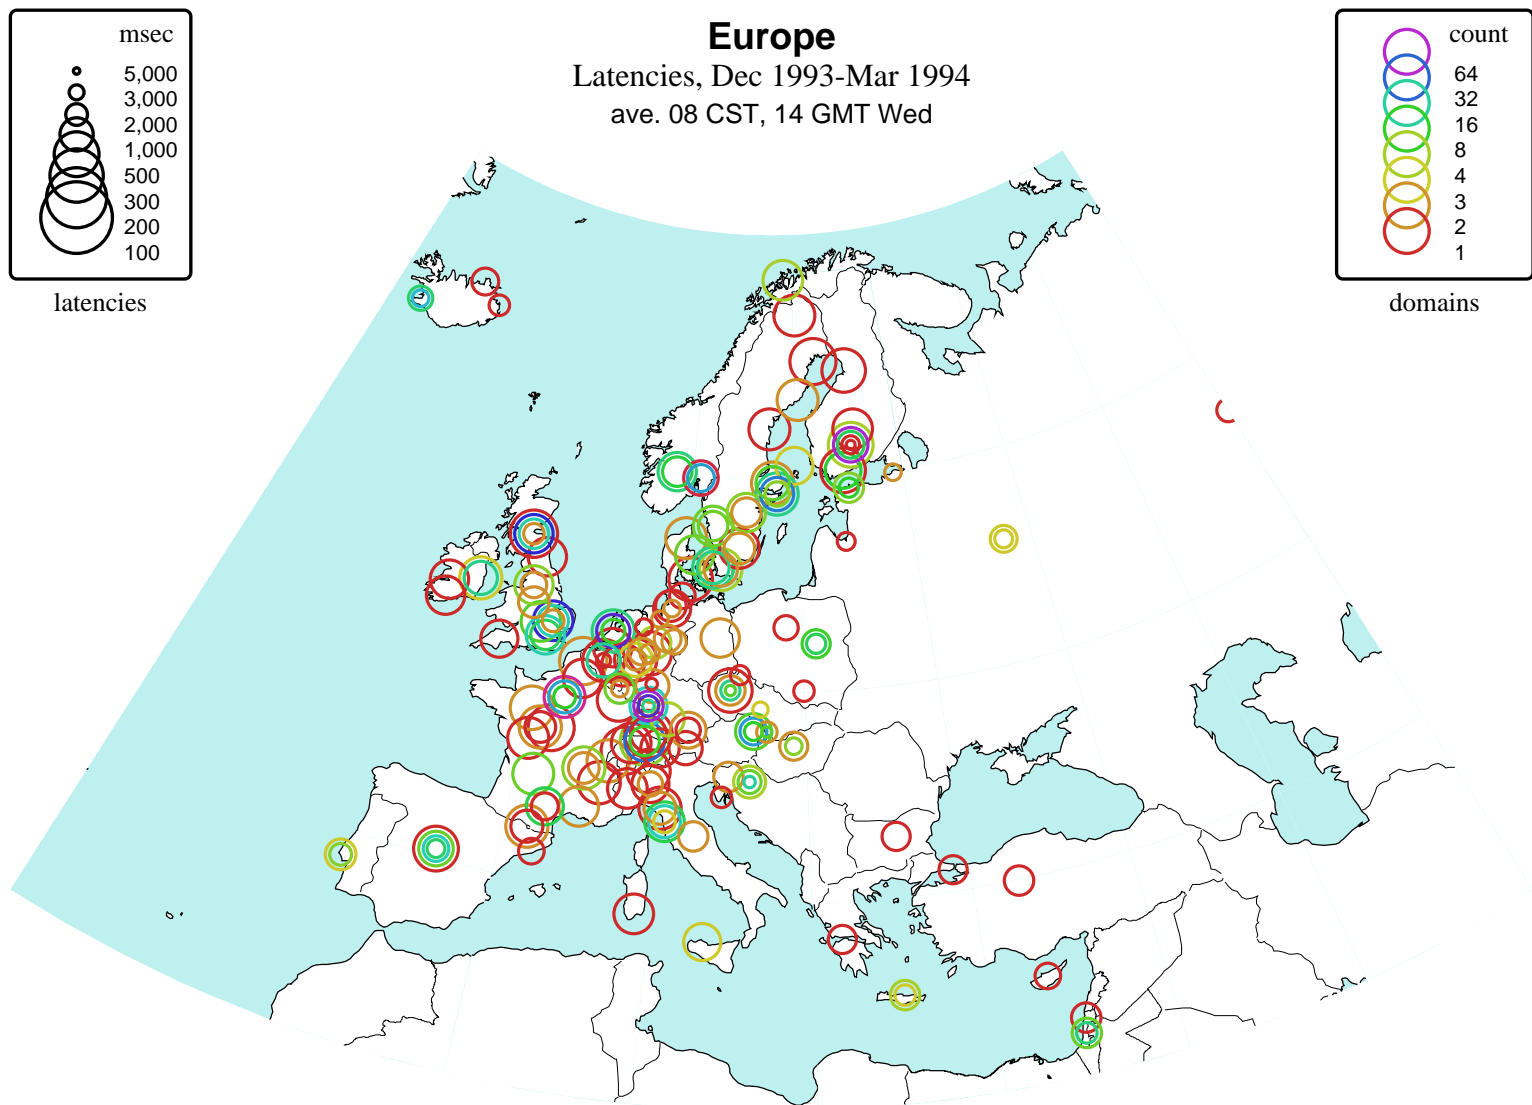 Europe
Latencies, Dec 1993-Mar 1994
ave. 08 CST, 14 GMT Wed
msec
5,000
3,000
2,000
1,000
500
300
200
100
latencies
count
64
32
16
8
4
3
2
1
domains